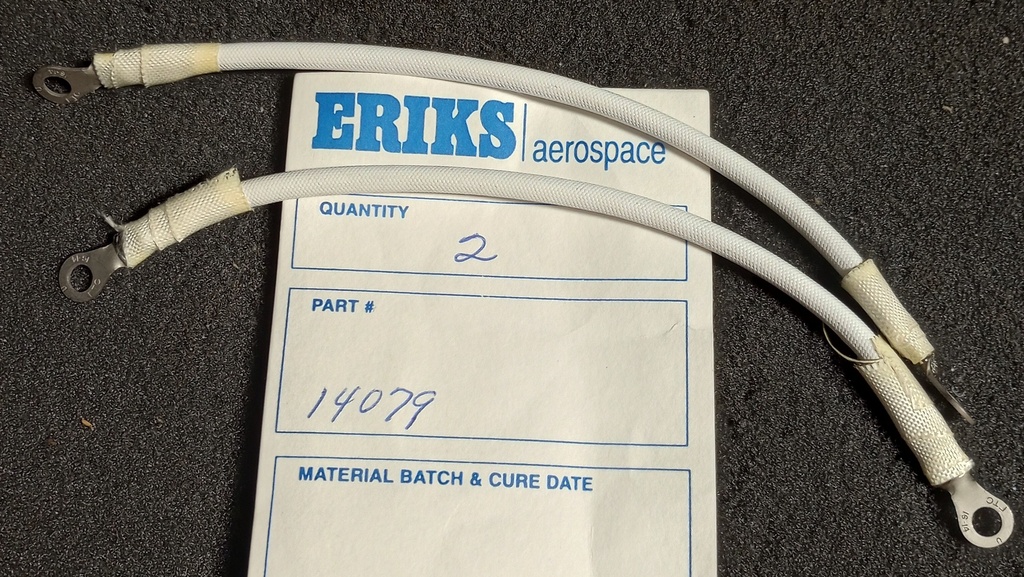 ERIKS aerospace
QUANTITY
2
PART #
14079
MATERIAL BATCH & CURE DATE